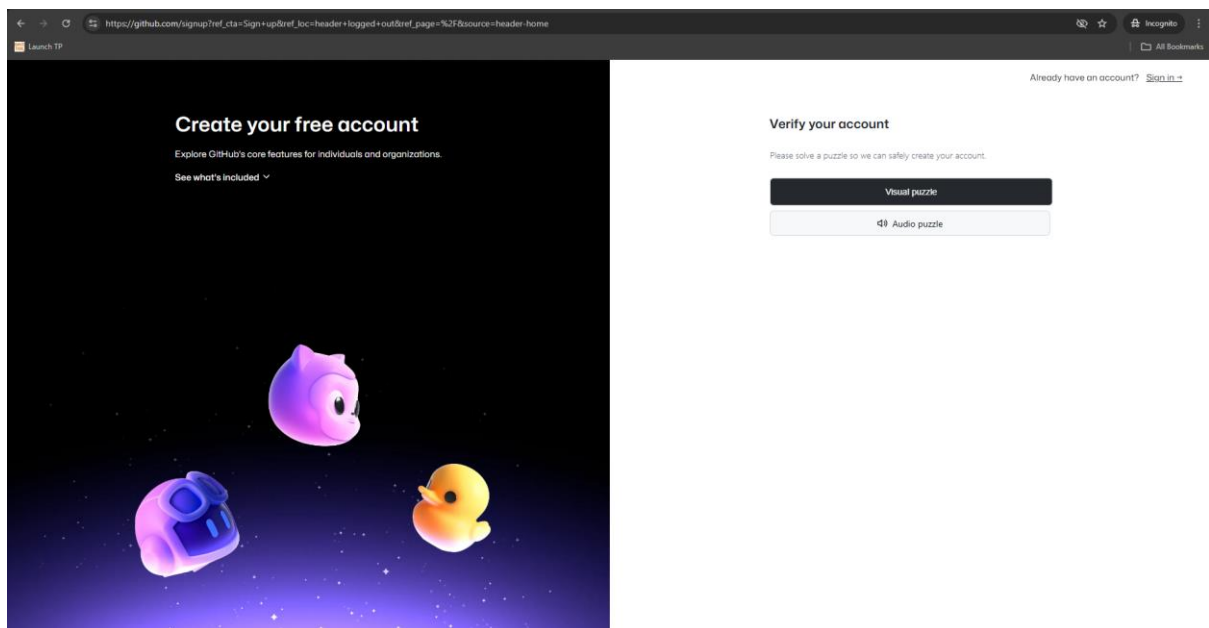 https://github.com/signup?ref_cta=Sign+up&ref_loc=header+logged+out&ref_page=%2F&source=header-home
Incognito
Launch TP
All Bookmarks
Already have an account? Sign in →
Create your free account
Explore GitHub's core features for individuals and organizations.
See what's included
Verify your account
Please solve a puzzle so we can safely create your account.
Visual puzzle
Audio puzzle